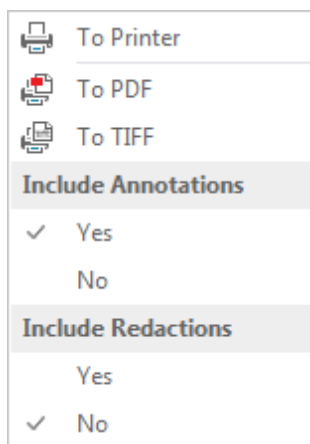 To Printer
To PDF
To TIFF
Include Annotations
Yes
No
Include Redactions
Yes
No